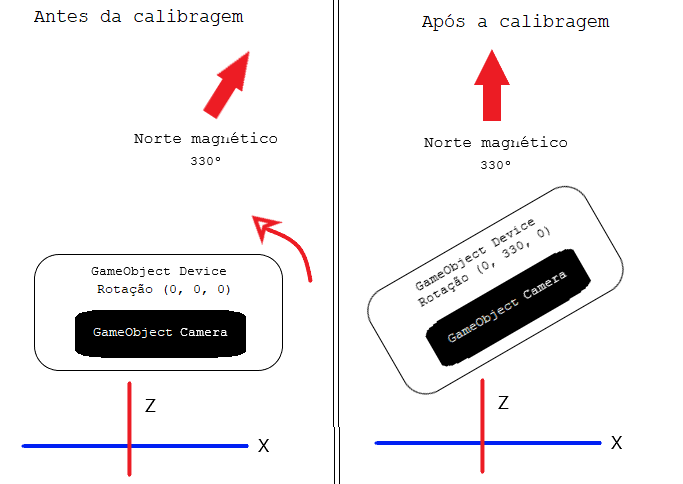 Antes da calibragem
Norte magnético
330°
GameObject Device
Rotação (0, 0, 0)
GameObject Camera
Z
X
Após a calibragem
Norte magnético
330°
GameObject Device
Rotação (0, 330, 0)
GameObject Camera
Z
X